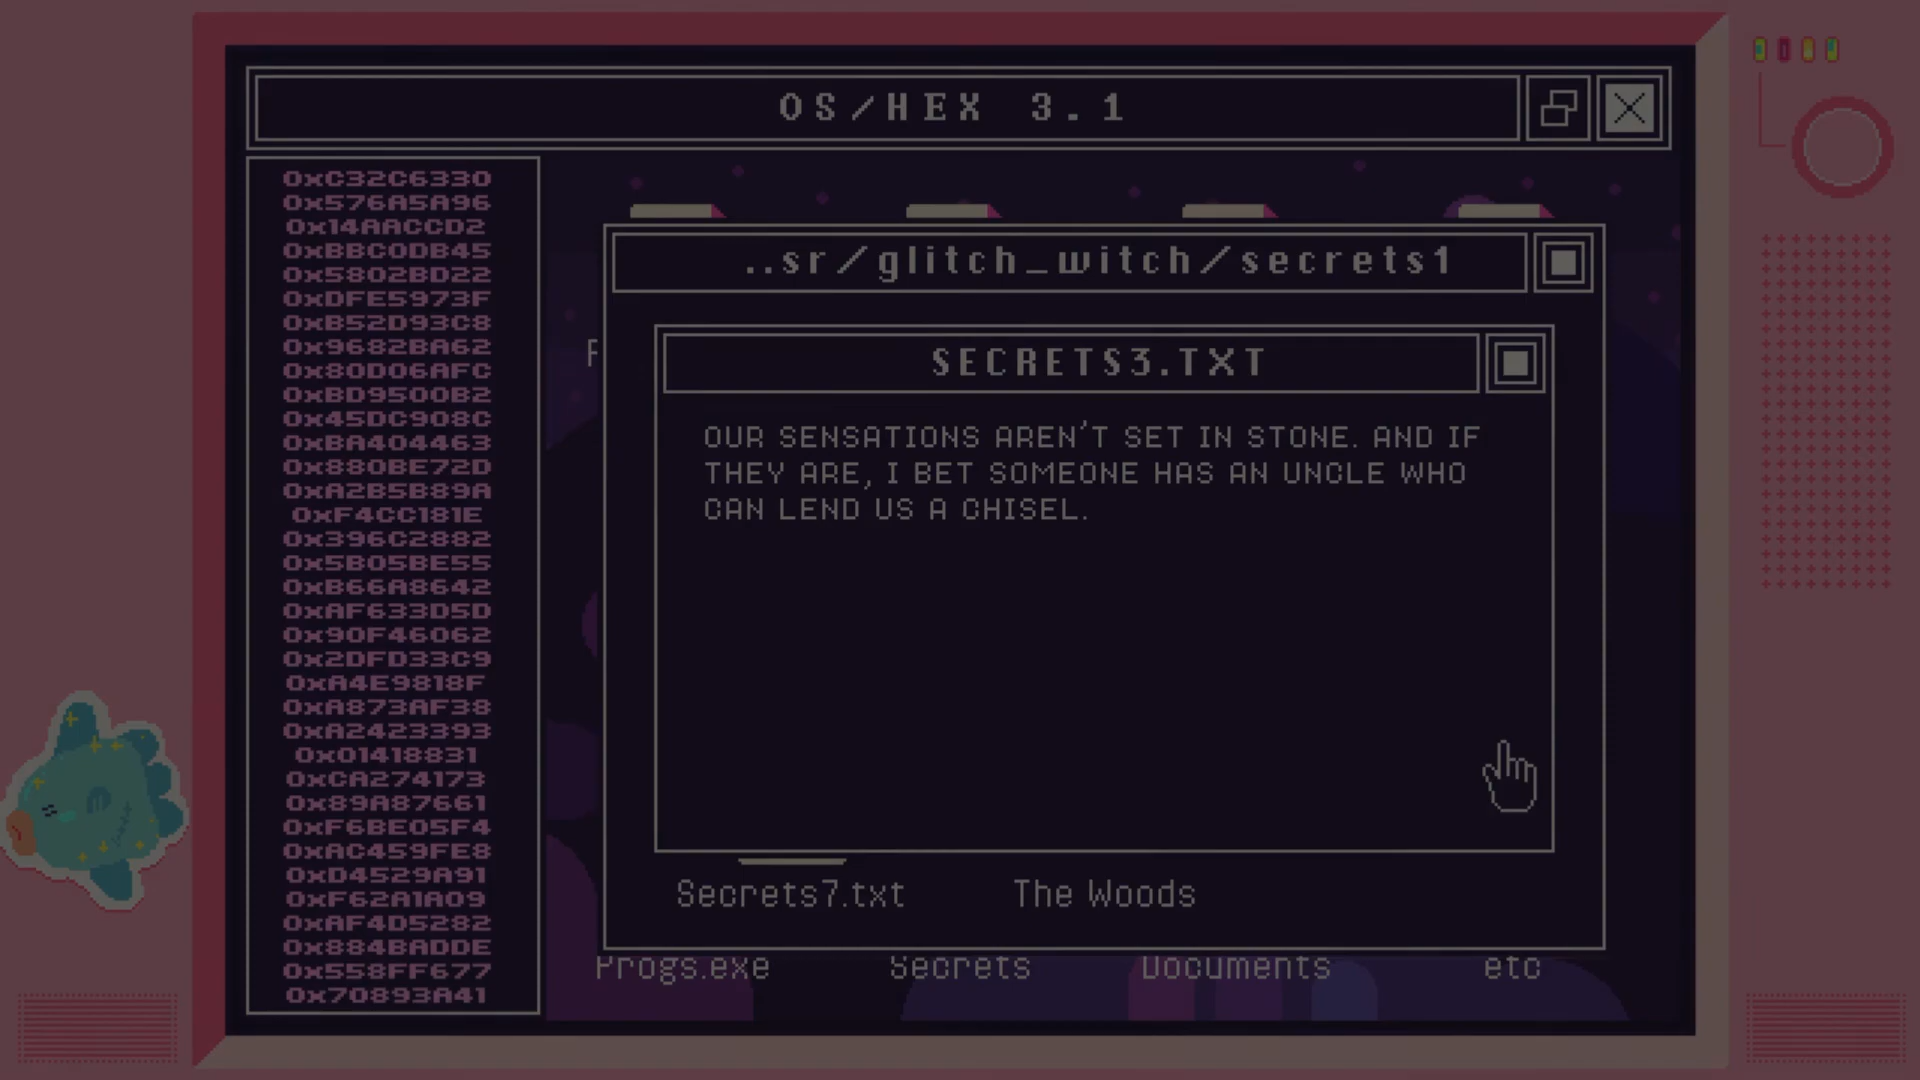 OS/HEX 3.1
0xC32C6330
0x576A5A96
0x14AACCD2
0xBBC0DB45
0x5802BD22
0xDFE5973F
0xB52D93C8
0x9682BA62
0x80D06AFC
0xBD9500B2
0x45DC908C
0xBA404463
0x880BE72D
0xA2B5B89A
0xF4CC181E
0x396C2882
0x5B05BE55
0xB66A8642
0xAF633D5D
0x90F46062
0x2DFD33C9
0xA4E9818F
0xA873AF38
0xA2423393
0x01418831
0xCA274173
0x89A87661
0xF6BE05F4
0xAC459FE8
0xD4529A91
0xF62A1A09
0xAF4D5282
0x884BADDE
0x558FF677
0x70893A41
..sr/glitch_witch/secrets1
SECRETS3.TXT
OUR SENSATIONS AREN'T SET IN STONE. AND IF
THEY ARE, I BET SOMEONE HAS AN UNCLE WHO
CAN LEND US A CHISEL.
Secrets7.txt
The Woods
Progs.exe
Secrets
Documents
etc